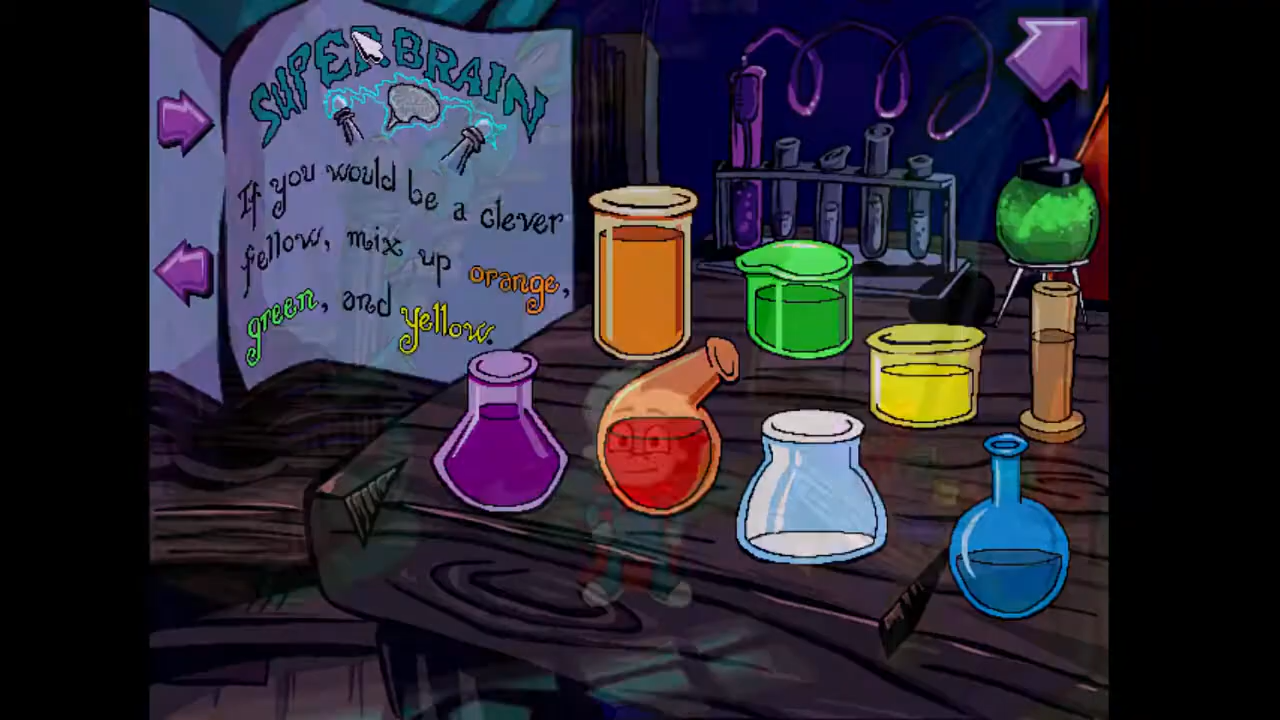 SUPER BRAIN
If you would be a clever
fellow, mix up orange,
green, and yellow.